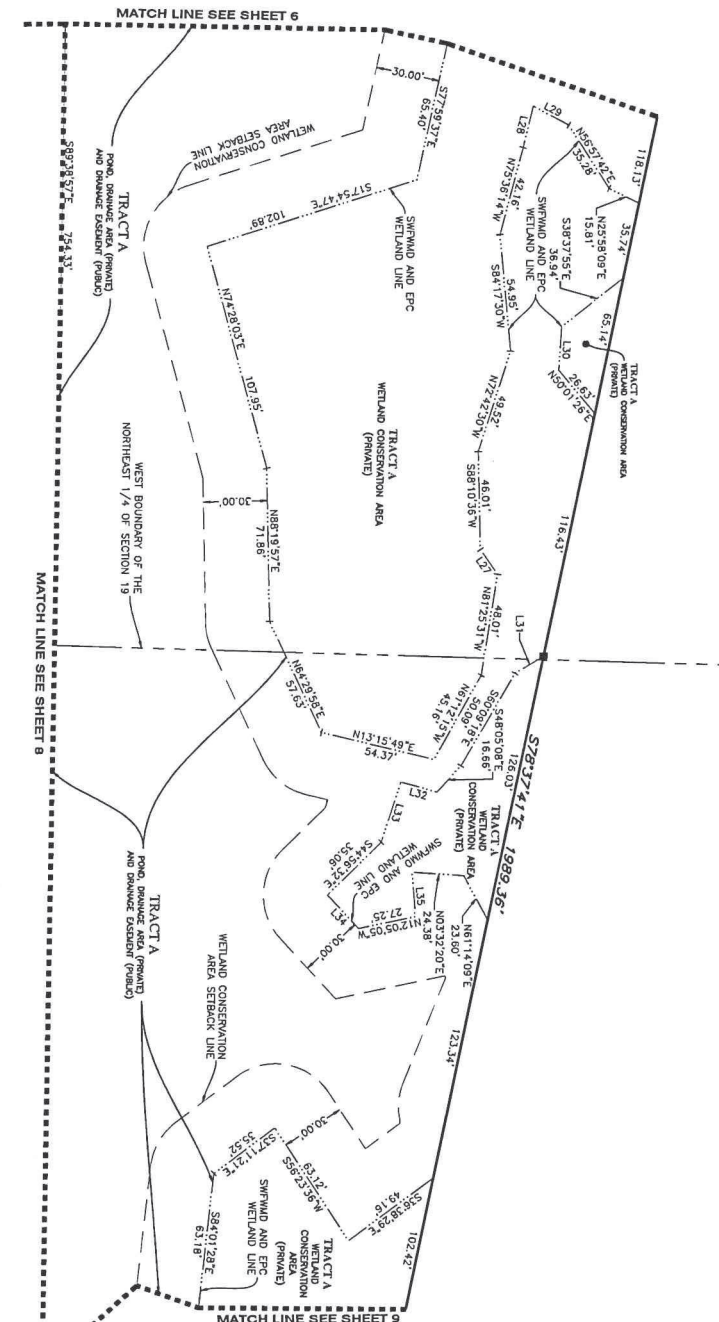 MATCH LINE SEE SHEET 6
30.00'
S77°59'37"E
65.40'
WETLAND CONSERVATION
AREA SETBACK LINE
S89°38'57"E 754.33'
TRACT A
POND, DRAINAGE AREA (PRIVATE)
AND DRAINAGE EASEMENT (PUBLIC)
S17°54'47"E
102.89
SWFWMD AND EPC
WETLAND LINE
L29
L28
N56°57'42"E
35.28'
118.13'
N25°58'09"E
15.81'
35.74'
N75°36'14"W
42.16'
SWFWMD AND EPC
WETLAND LINE
S38°37'55"E
36.94'
65.14'
S84°17'30"W
54.95'
L30
26.63'
N50°01'26"E
TRACT A
WETLAND CONSERVATION AREA
(PRIVATE)
N74°28'03"E
107.95'
TRACT A
WETLAND CONSERVATION AREA
(PRIVATE)
N72°42'30"W
49.52'
46.01'
S88°10'36"W
116.43'
30.00'
N88°19'57"E
71.86'
L27
48.01'
N81°25'31"W
L31
WEST BOUNDARY OF THE
NORTHEAST 1/4 OF SECTION 19
MATCH LINE SEE SHEET 8
N64°29'58"E
57.63'
N13°15'49"E
54.37'
N61°12'15"W
45.16'
S60°09'18"E
50.09'
S48°05'08"E
16.66'
126.03'
S78°37'41"E 1989.36'
L32
L33
TRACT A
WETLAND
CONSERVATION AREA
(PRIVATE)
S44°56'32"E
35.06'
SWFWMD AND EPC
WETLAND LINE
L34
L35
N12°05'05"W
27.25
N03°32'20"E
24.38'
N61°14'09"E
23.60'
30.00'
TRACT A
POND, DRAINAGE AREA (PRIVATE)
AND DRAINAGE EASEMENT (PUBLIC)
WETLAND CONSERVATION
AREA SETBACK LINE
123.34'
30.00'
S37°11'21"E
35.52'
63.12'
S56°23'36"W
S36°38'29"E
49.16'
102.42'
S84°01'28"E
63.18'
SWFWMD AND EPC
WETLAND LINE
TRACT A
WETLAND
CONSERVATION
AREA
(PRIVATE)
MATCH LINE SEE SHEET 9